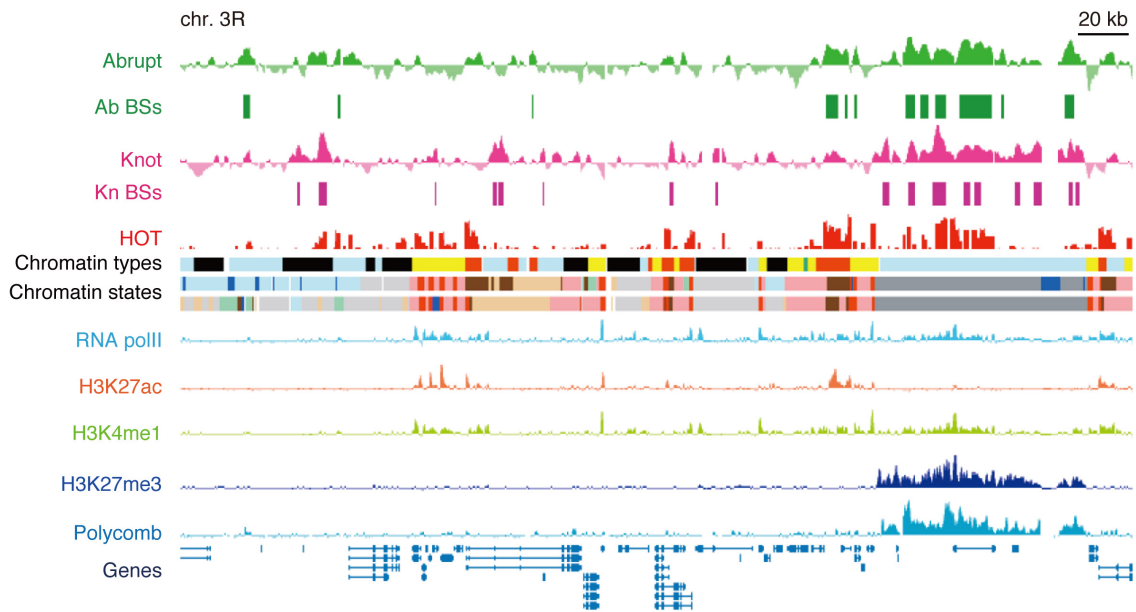 chr. 3R
20 kb
Abrupt
Ab BSs
Knot
Kn BSs
HOT
Chromatin types
Chromatin states
RNA polII
H3K27ac
H3K4me1
H3K27me3
Polycomb
Genes